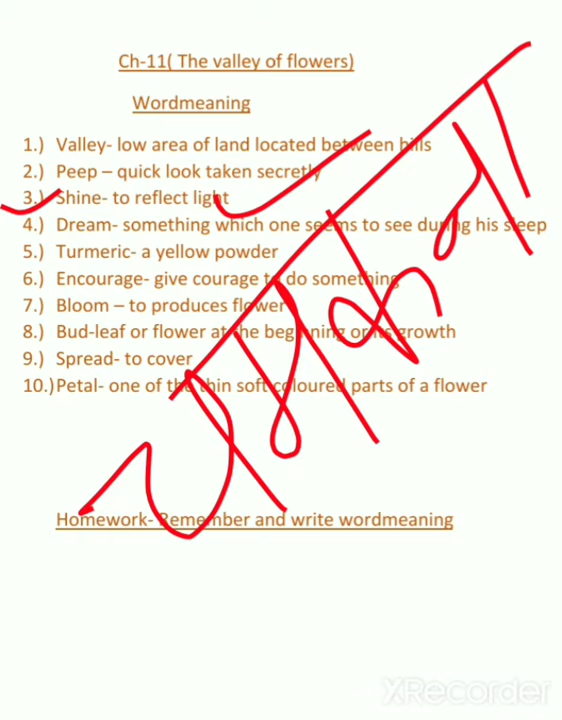 Ch-11( The valley of flowers)
Wordmeaning
1.) Valley- low area of land located between hills
2.) Peep – quick look taken secretly
3.) Shine- to reflect light
4.) Dream- something which one seems to see during his sleep
5.) Turmeric- a yellow powder
6.) Encourage- give courage to do something
7.) Bloom – to produces flower
8.) Bud-leaf or flower at the beginning of its growth
9.) Spread- to cover
10.) Petal- one of the thin soft coloured parts of a flower
Homework- Remember and write wordmeaning
XRecorder